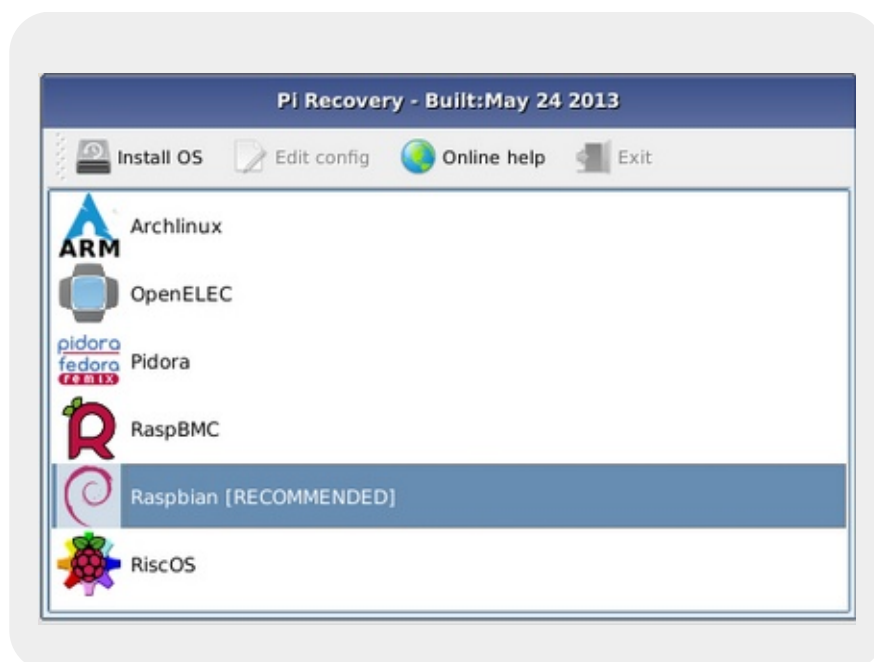 Pi Recovery - Built:May 24 2013
Install OS Edit config Online help Exit
ARM Archlinux
OpenELEC
pidora
fedora
remix
Pidora
RaspBMC
Raspbian [RECOMMENDED]
RiscOS